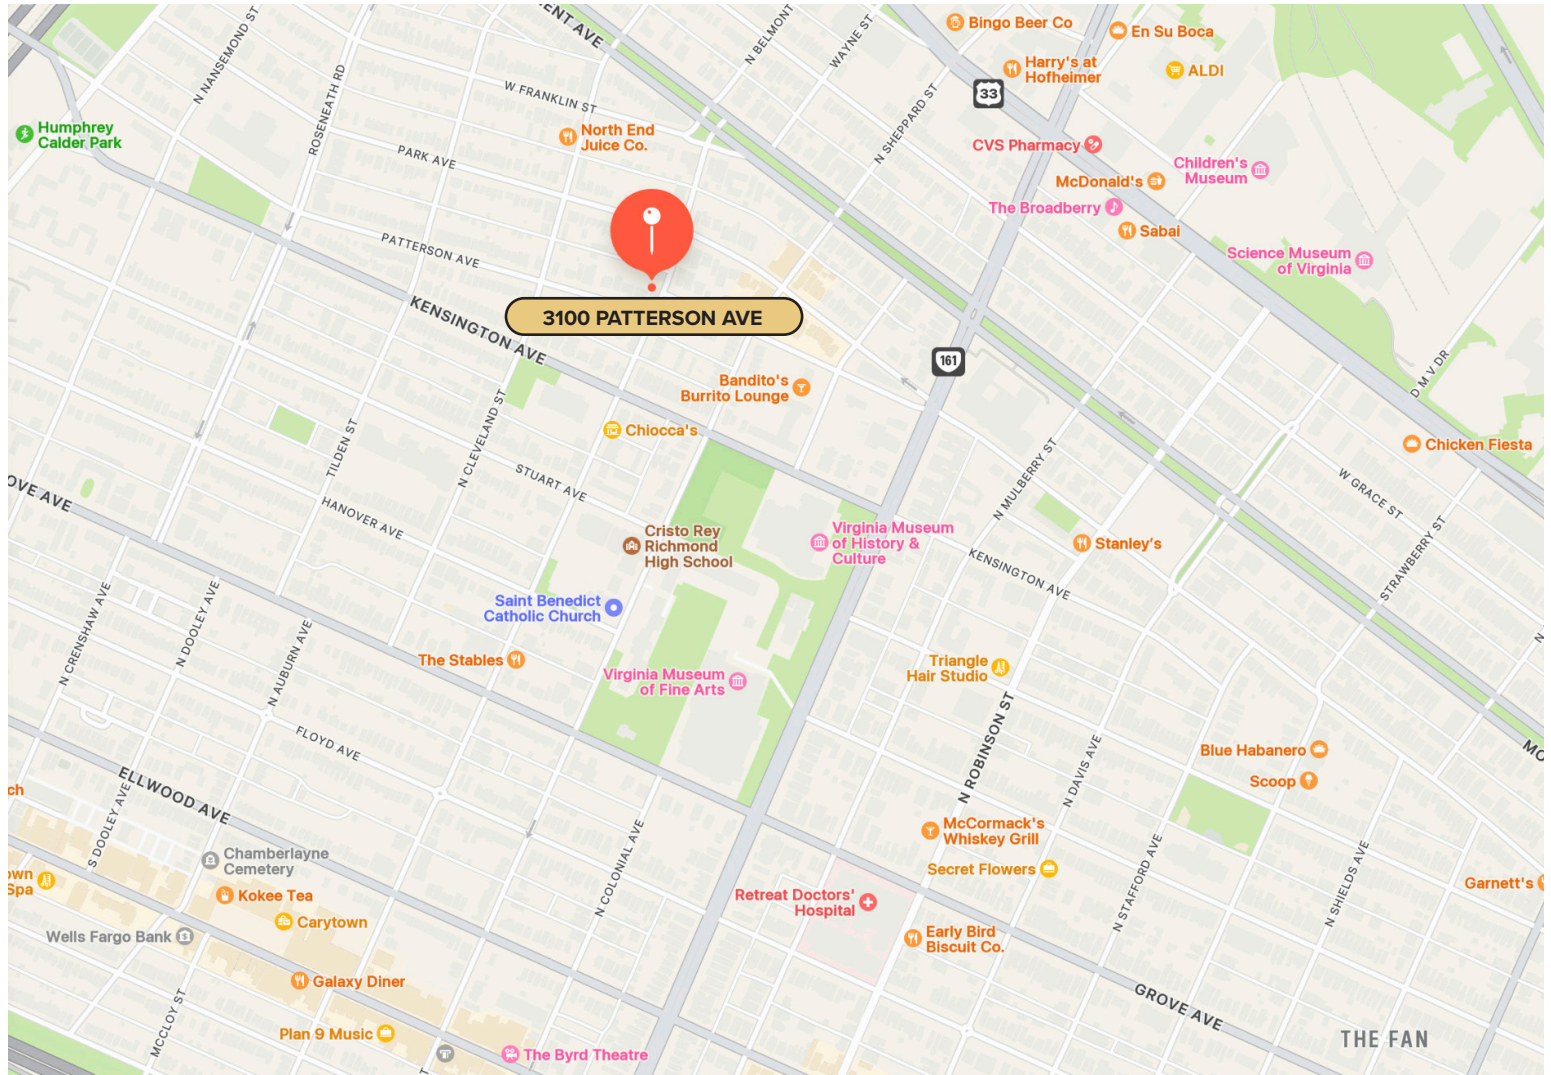 ENT AVE
N NANSEMOND ST
ROSENEATH RD
W FRANKLIN ST
PARK AVE
N BELMONT
WAYNE ST
N SHEPPARD ST
Bingo Beer Co
En Su Boca
Harry's at
Hofheimer
ALDI
33
Humphrey
Calder Park
North End
Juice Co.
CVS Pharmacy
McDonald's
Children's
Museum
The Broadberry
Sabai
Science Museum
of Virginia
PATTERSON AVE
KENSINGTON AVE
3100 PATTERSON AVE
161
D M V DR
Bandito's
Burrito Lounge
Chiocca's
Chicken Fiesta
TILDEN ST
N CLEVELAND ST
STUART AVE
HANOVER AVE
OVE AVE
N MULBERRY ST
W GRACE ST
STRAWBERRY ST
Cristo Rey
Richmond
High School
Virginia Museum
of History &
Culture
Stanley's
KENSINGTON AVE
Saint Benedict
Catholic Church
N CRENSHAW AVE
N DOOLEY AVE
N AUBURN AVE
The Stables
Virginia Museum
of Fine Arts
Triangle
Hair Studio
N
N ROBINSON ST
N DAVIS AVE
FLOYD AVE
ELLWOOD AVE
Blue Habanero
Scoop
MO
ch
S DOOLEY AVE
McCormack's
Whiskey Grill
Secret Flowers
Chamberlayne
Cemetery
own
Spa
Kokee Tea
Carytown
Wells Fargo Bank
N COLONIAL AVE
Retreat Doctors'
Hospital
Early Bird
Biscuit Co.
N STAFFORD AVE
N SHIELDS AVE
Garnett's
Galaxy Diner
MCCLOY ST
Plan 9 Music
The Byrd Theatre
T
GROVE AVE
THE FAN